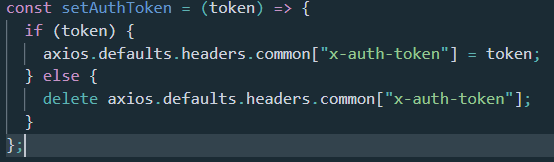 const setAuthToken = (token) => {
  if (token) {
    axios.defaults.headers.common["x-auth-token"] = token;
  } else {
    delete axios.defaults.headers.common["x-auth-token"];
  }
};